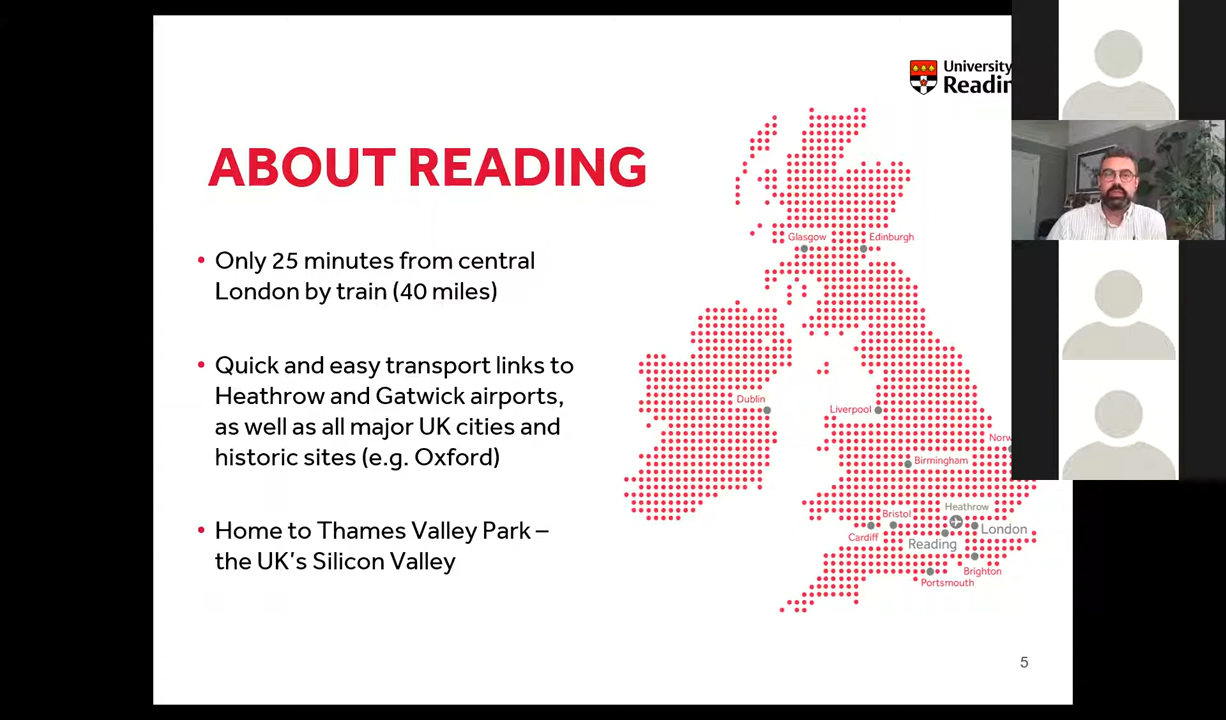 University
ABOUT READING
Glasgow
Edinburgh
• Only 25 minutes from central
London by train (40 miles)
• Quick and easy transport links to
Heathrow and Gatwick airports,
as well as all major UK cities and
historic sites (e.g. Oxford)
Dublin
Liverpool
Birmingham
Heathrow
Bristol
London
Cardiff
Reading
Brighton
Portsmouth
• Home to Thames Valley Park –
the UK's Silicon Valley
5